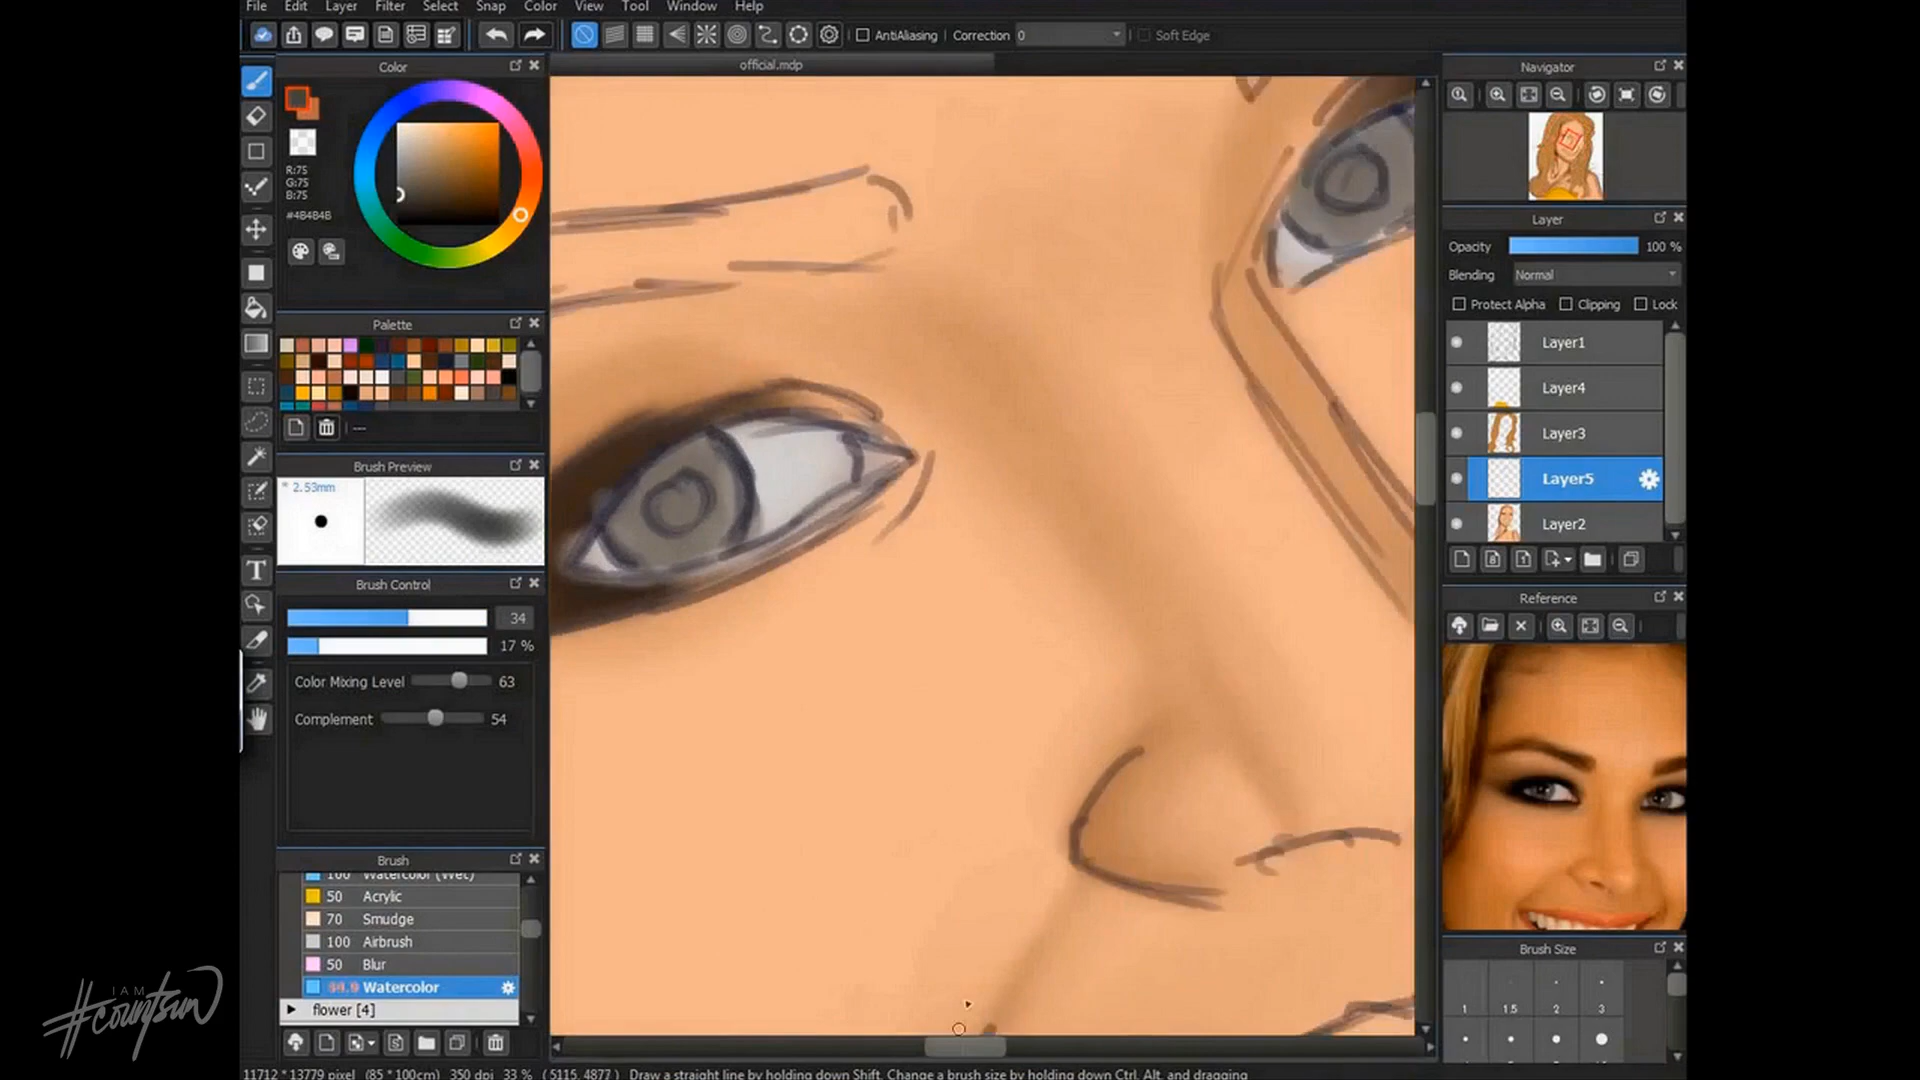 File Edit Layer Filter Select Snap Color View Tool Window Help
AntiAliasing Correction 0 Soft Edge
official.mdp
Color
R:75
G:75
B:75
#4B4B4B
Palette
---
Brush Preview
* 2.53mm
Brush Control
34
17 %
Color Mixing Level 63
Complement 54
Brush
100 Watercolor (Wet)
50 Acrylic
70 Smudge
100 Airbrush
50 Blur
Watercolor
flower [4]
Navigator
Layer
Opacity 100 %
Blending Normal
Protect Alpha Clipping Lock
Layer1
Layer4
Layer3
Layer5
Layer2
Reference
Brush Size
1 1.5 2 3
11712 * 13779 pixel (85 * 100cm) 350 dpi 33 % ( 5115, 4877 ) Draw a straight line by holding down Shift, Change a brush size by holding down Ctrl, Alt, and dragging
I AM
#countsun